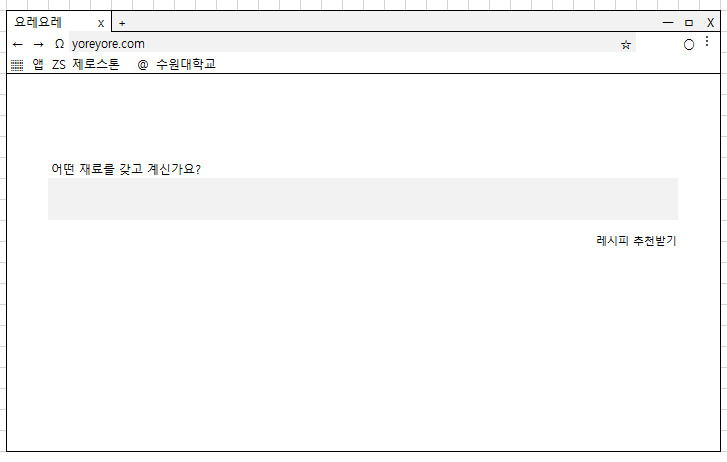 요레요레 x +
← → Ω yoreyore.com ☆
앱 ZS 제로스톤 @ 수원대학교
어떤 재료를 갖고 계신가요?
레시피 추천받기